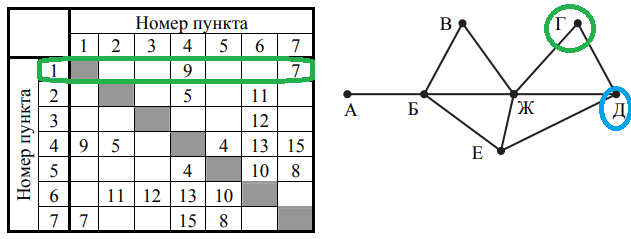 Номер пункта
1 2 3 4 5 6 7
Номер пункта
1 9 7
2 5 11
3 12
4 9 5 4 13 15
5 4 10 8
6 11 12 13 10
7 7 15 8
В Г
А Б Ж Д
Е